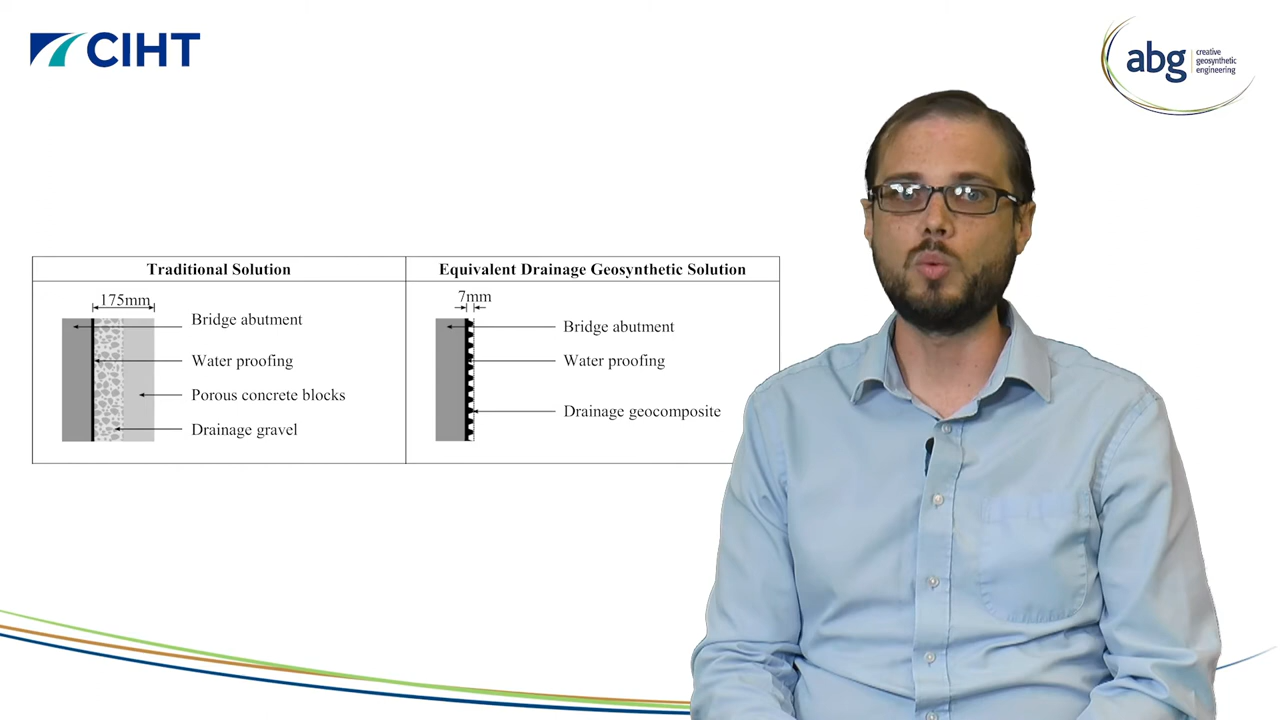 CIHT
abg
creative
geosynthetic
engineering
Traditional Solution
Equivalent Drainage Geosynthetic Solution
175mm
Bridge abutment
Water proofing
Porous concrete blocks
Drainage gravel
7mm
Bridge abutment
Water proofing
Drainage geocomposite